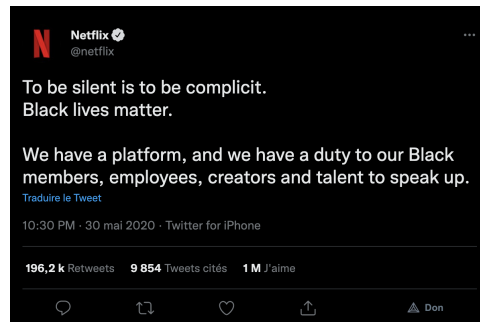 Netflix
@netflix
To be silent is to be complicit.
Black lives matter.
We have a platform, and we have a duty to our Black
members, employees, creators and talent to speak up.
Traduire le Tweet
10:30 PM · 30 mai 2020 · Twitter for iPhone
196,2 k Retweets 9 854 Tweets cités 1 M J'aime
Don